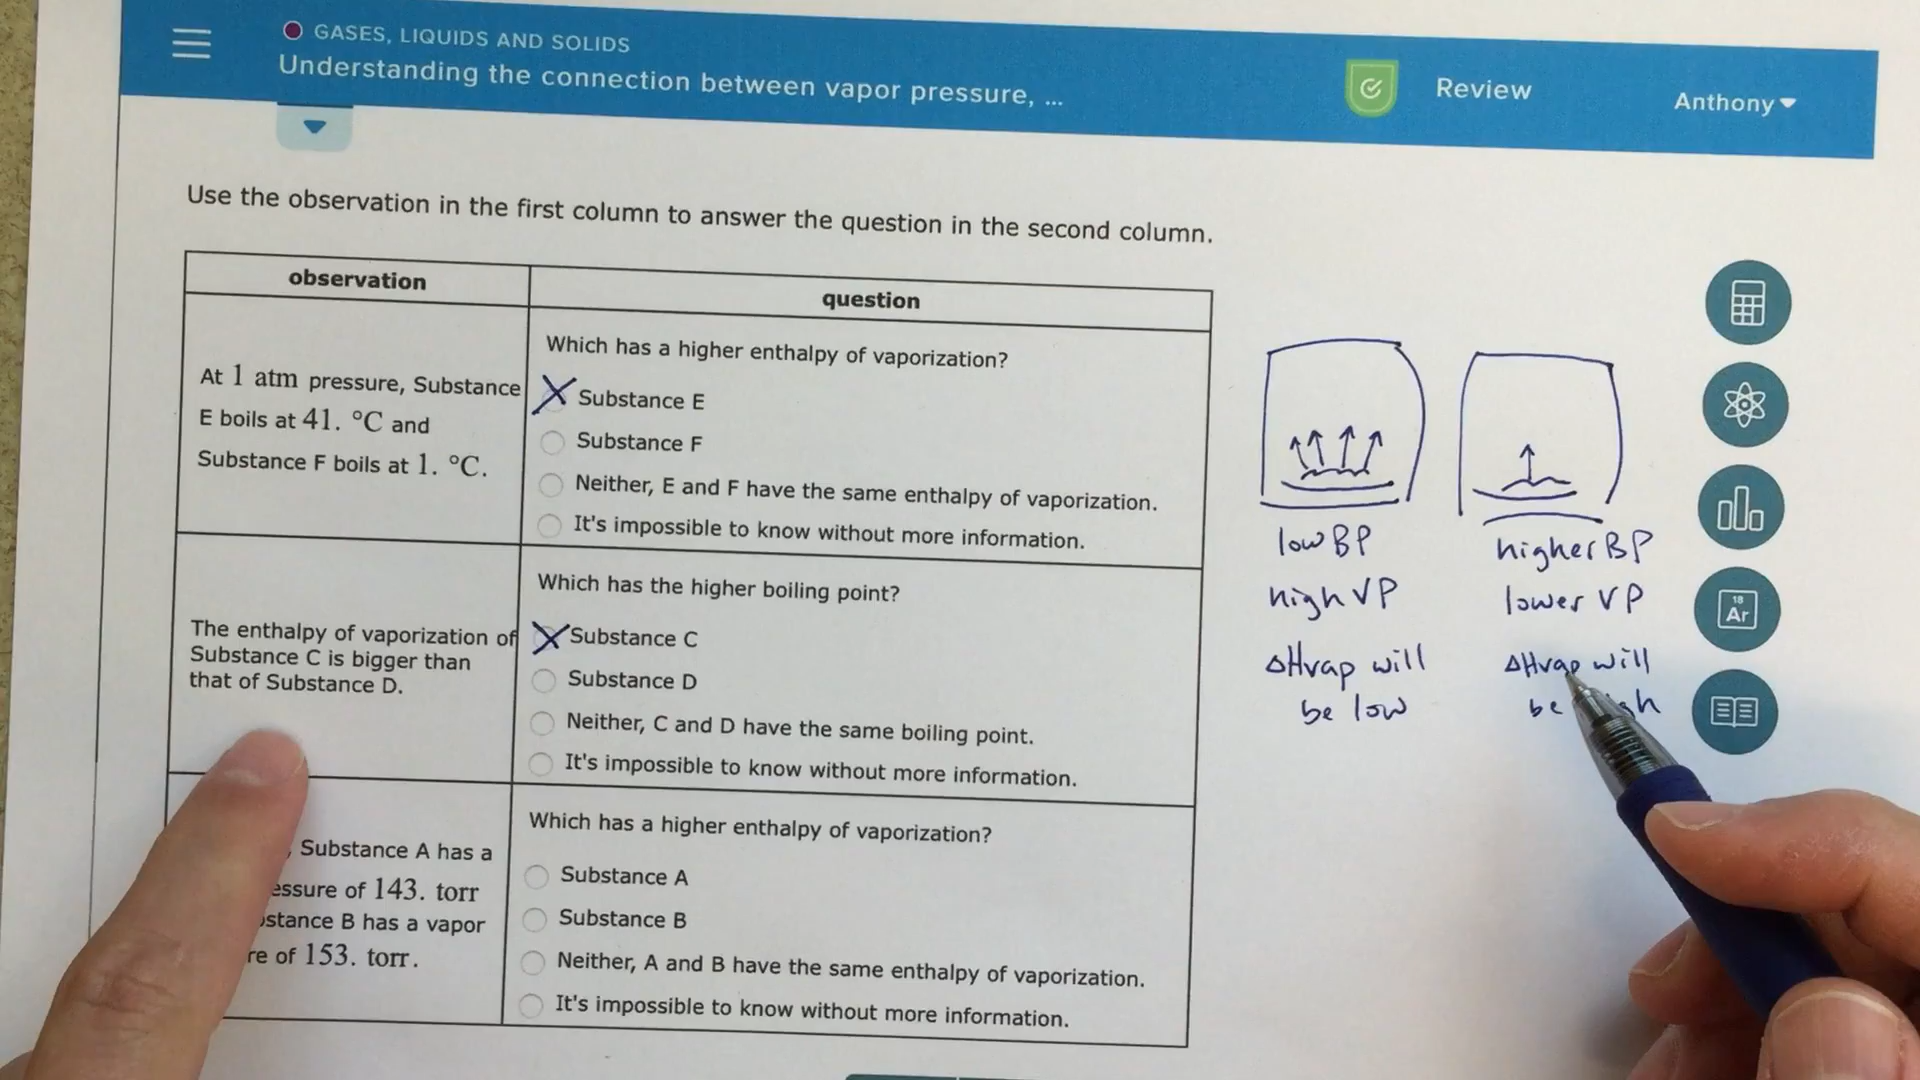 GASES, LIQUIDS AND SOLIDS
Understanding the connection between vapor pressure, ...
Review
Anthony
Use the observation in the first column to answer the question in the second column.
observation
question
At 1 atm pressure, Substance
E boils at 41. °C and
Substance F boils at 1. °C.
Which has a higher enthalpy of vaporization?
Substance E
Substance F
Neither, E and F have the same enthalpy of vaporization.
It's impossible to know without more information.
The enthalpy of vaporization of
Substance C is bigger than
that of Substance D.
Which has the higher boiling point?
Substance C
Substance D
Neither, C and D have the same boiling point.
It's impossible to know without more information.
, Substance A has a
essure of 143. torr
stance B has a vapor
re of 153. torr.
Which has a higher enthalpy of vaporization?
Substance A
Substance B
Neither, A and B have the same enthalpy of vaporization.
It's impossible to know without more information.
low BP
high VP
ΔHvap will
be low
higher BP
lower VP
ΔHvap will
be
18
Ar